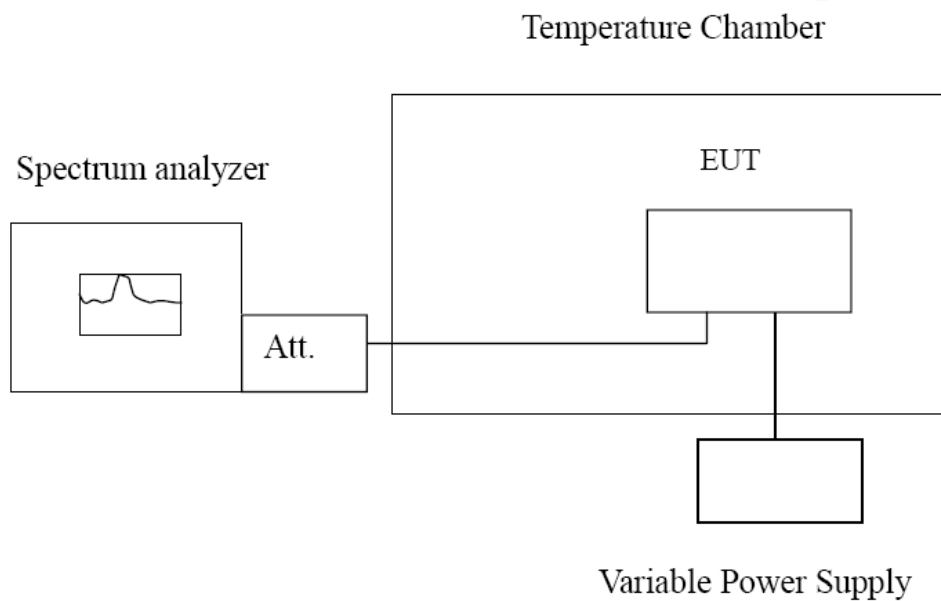 Temperature Chamber
Spectrum analyzer
EUT
Att.
Variable Power Supply